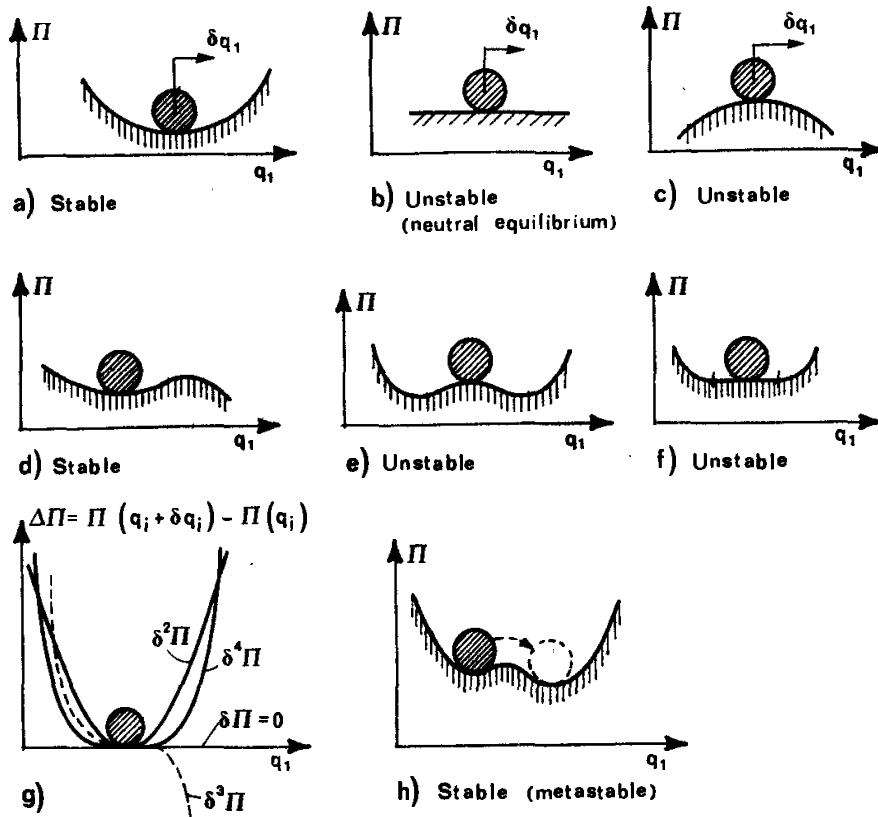 Π δq₁
q₁
a) Stable
Π δq₁
q₁
b) Unstable
(neutral equilibrium)
Π δq₁
q₁
c) Unstable
Π
q₁
d) Stable
Π
q₁
e) Unstable
Π
q₁
f) Unstable
ΔΠ = Π (qᵢ + δqᵢ) – Π (qᵢ)
δ²Π
δ⁴Π
δΠ = 0
q₁
g)
δ³Π
Π
q₁
h) Stable (metastable)